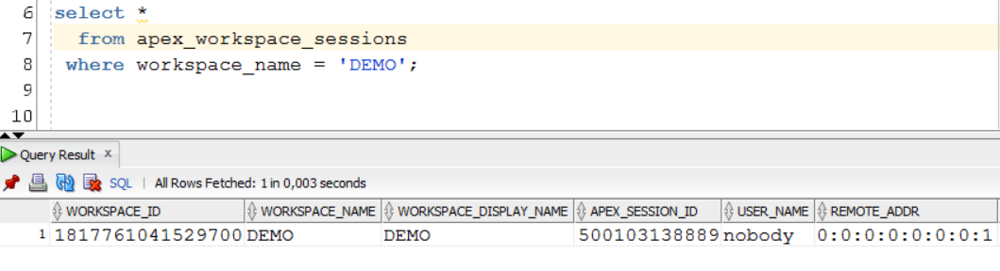 6 select *
7 from apex_workspace_sessions
8 where workspace_name = 'DEMO';
9
10
Query Result x
SQL | All Rows Fetched: 1 in 0,003 seconds
WORKSPACE_ID WORKSPACE_NAME WORKSPACE_DISPLAY_NAME APEX_SESSION_ID USER_NAME REMOTE_ADDR
1 1817761041529700 DEMO DEMO 500103138889 nobody 0:0:0:0:0:0:0:1